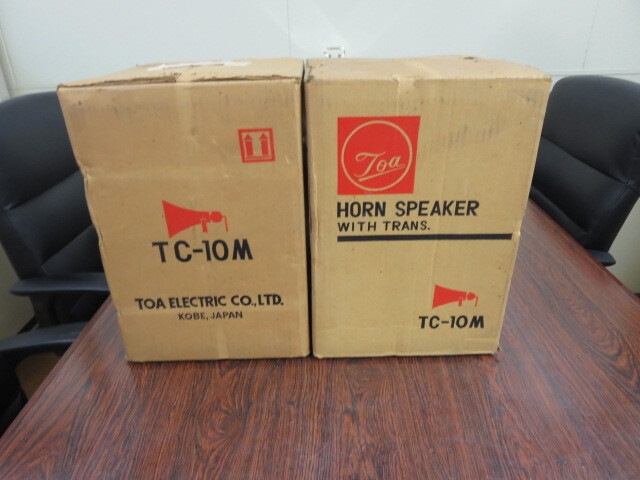 TC-10M
TOA ELECTRIC CO., LTD.
KOBE, JAPAN
Toa
HORN SPEAKER
WITH TRANS.
TC-10M